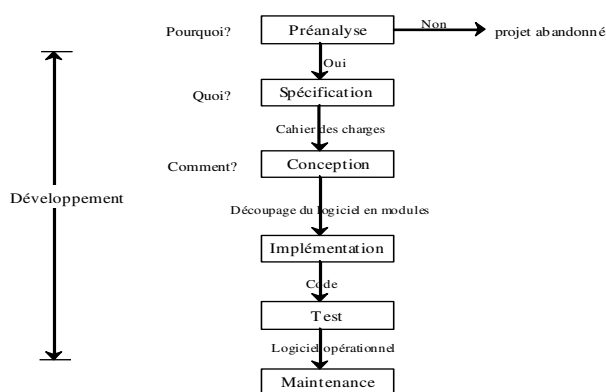 Pourquoi?
Préanalyse
Non
projet abandonné
Oui
Quoi?
Spécification
Cahier des charges
Comment?
Conception
Développement
Découpage du logiciel en modules
Implémentation
Code
Test
Logiciel opérationnel
Maintenance